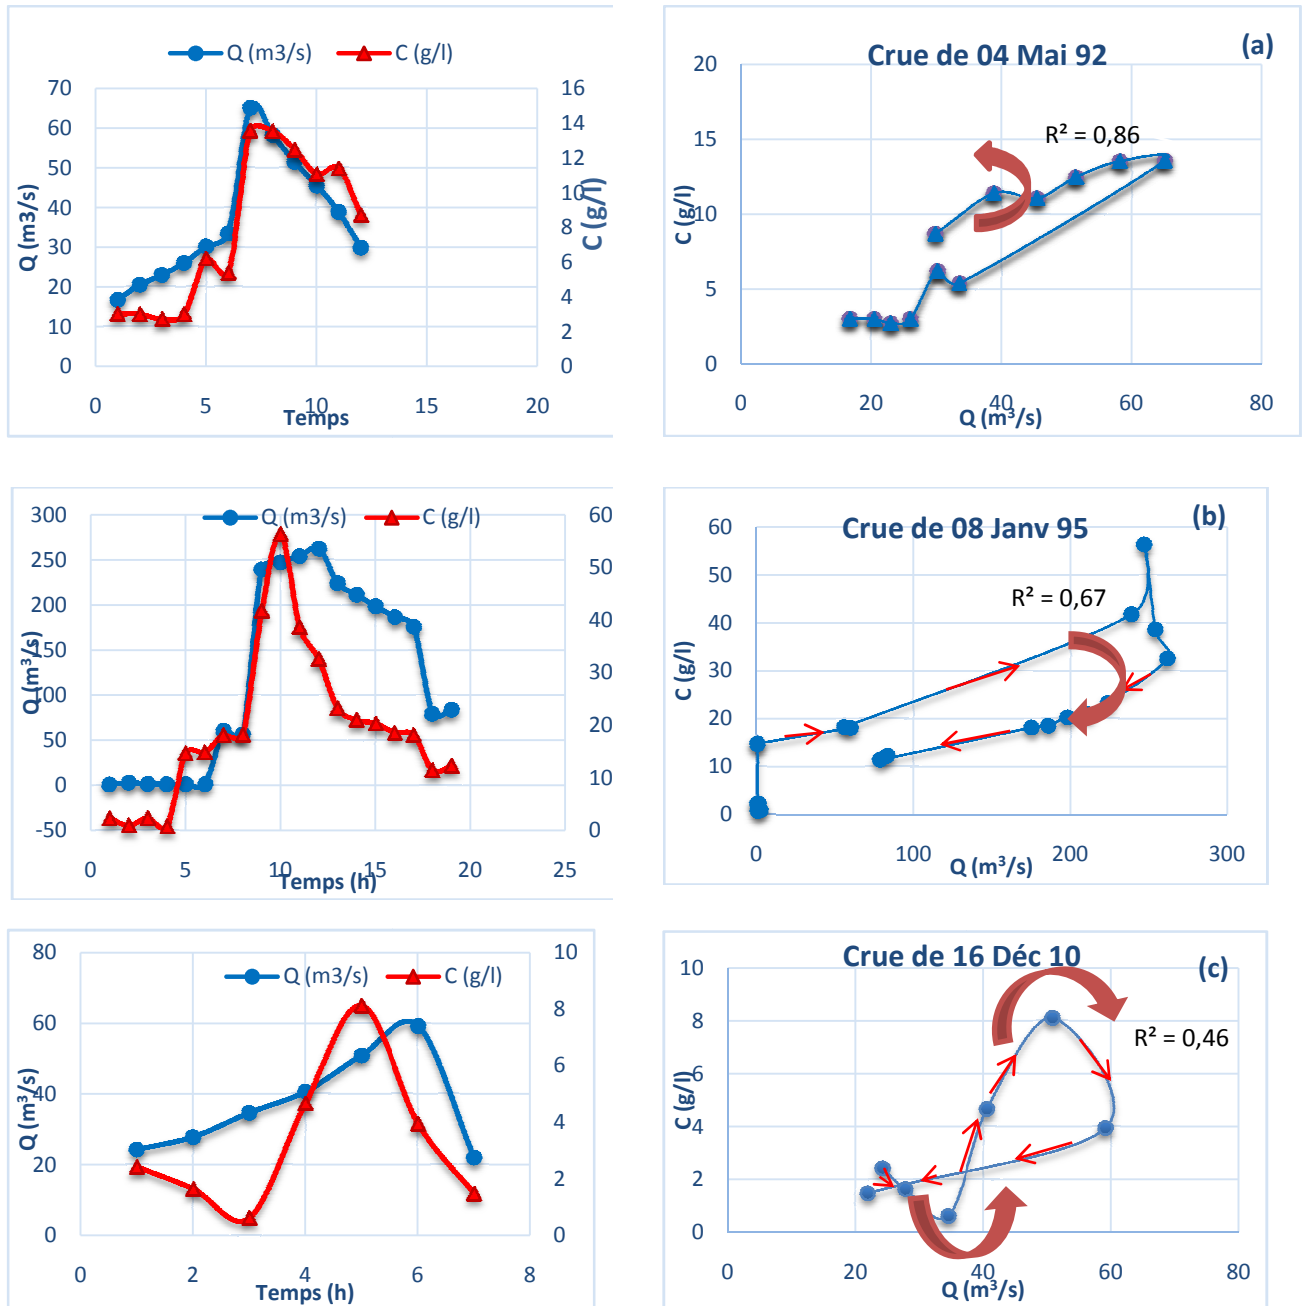 Q (m3/s) C (g/l)
70
60
50
40
30
20
10
0
Q (m3/s)
16
14
12
10
8
6
4
2
0
C (g/l)
0 5 10 15 20
Temps
Crue de 04 Mai 92 (a)
R² = 0,86
20
15
10
5
0
C (g/l)
0 20 40 60 80
Q (m³/s)
Q (m3/s) C (g/l)
300
250
200
150
100
50
0
-50
Q (m³/s)
60
50
40
30
20
10
0
0 5 10 15 20 25
Temps (h)
Crue de 08 Janv 95 (b)
R² = 0,67
60
50
40
30
20
10
0
C (g/l)
0 100 200 300
Q (m³/s)
Q (m3/s) C (g/l)
80
60
40
20
0
Q (m³/s)
10
8
6
4
2
0
0 2 4 6 8
Temps (h)
Crue de 16 Déc 10 (c)
R² = 0,46
10
8
6
4
2
0
C (g/l)
0 20 40 60 80
Q (m³/s)